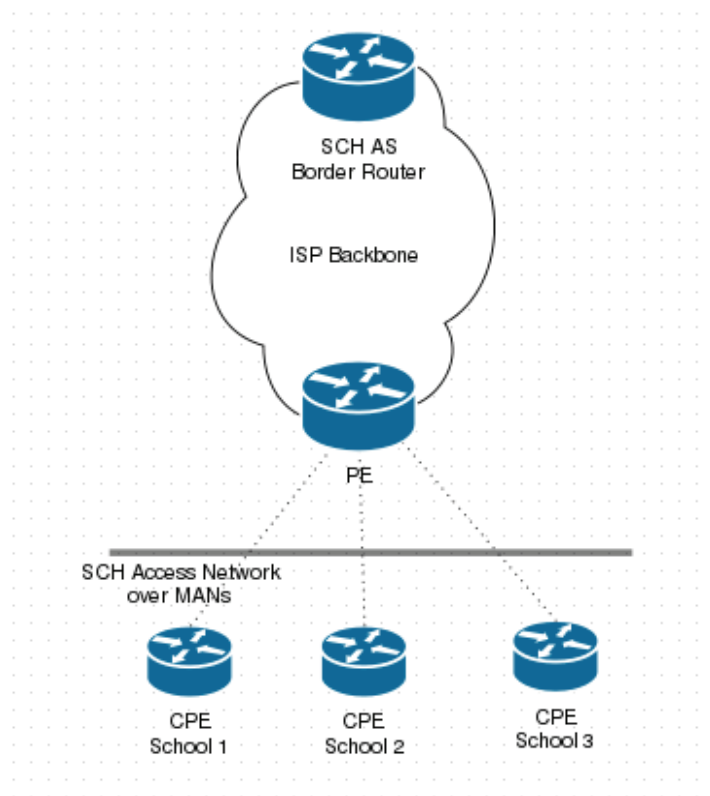 SCH AS
Border Router
ISP Backbone
PE
SCH Access Network
over MANs
CPE
School 1
CPE
School 2
CPE
School 3